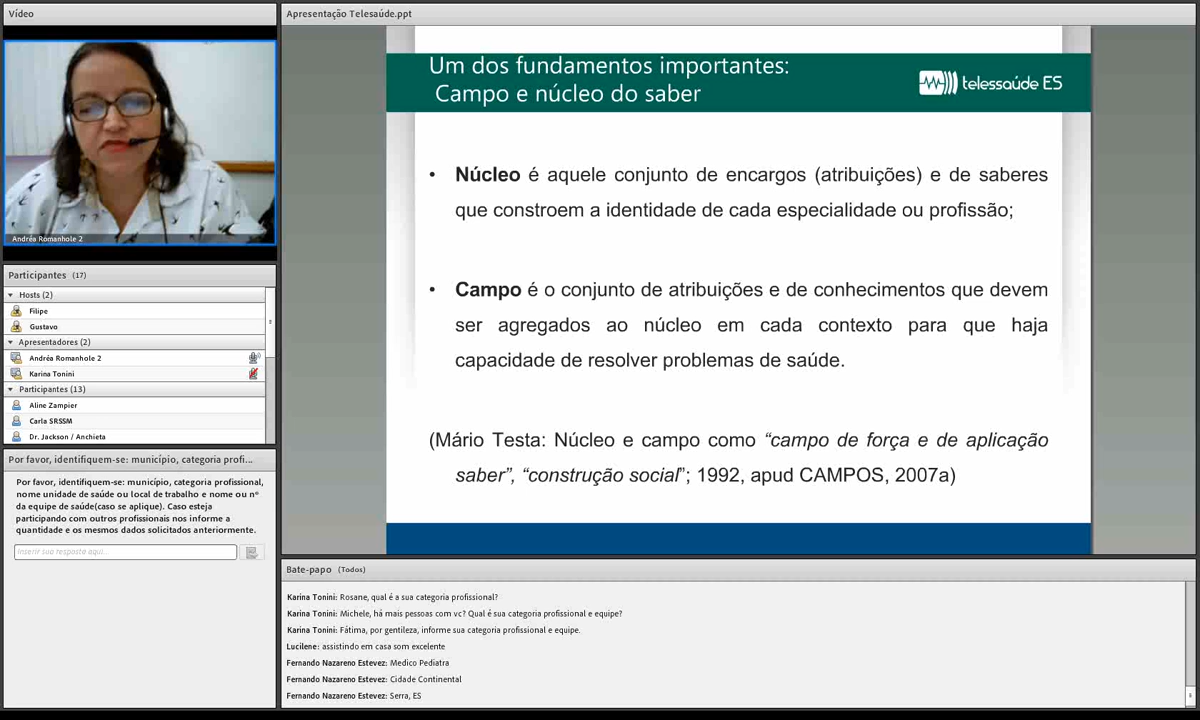 Vídeo
Andréa Romanhole 2
Participantes (17)
Hosts (2)
Filipe
Gustavo
Apresentadores (2)
Andréa Romanhole 2
Karina Tonini
Participantes (13)
Aline Zampier
Carla SRSSM
Dr. Jackson / Anchieta
Por favor, identifiquem-se: município, categoria profi...
Por favor, identifiquem-se: município, categoria profissional,
nome unidade de saúde ou local de trabalho e nome ou nº
da equipe de saúde(caso se aplique). Caso esteja
participando com outros profissionais nos informe a
quantidade e os mesmos dados solicitados anteriormente.
Inserir sua resposta aqui...
Apresentação Telesaúde.ppt
Um dos fundamentos importantes:
Campo e núcleo do saber
telessaúde ES
• Núcleo é aquele conjunto de encargos (atribuições) e de saberes
que constroem a identidade de cada especialidade ou profissão;
• Campo é o conjunto de atribuições e de conhecimentos que devem
ser agregados ao núcleo em cada contexto para que haja
capacidade de resolver problemas de saúde.
(Mário Testa: Núcleo e campo como “campo de força e de aplicação
saber”, “construção social”; 1992, apud CAMPOS, 2007a)
Bate-papo (Todos)
Karina Tonini: Rosane, qual é a sua categoria profissional?
Karina Tonini: Michele, há mais pessoas com vc? Qual é sua categoria profissional e equipe?
Karina Tonini: Fátima, por gentileza, informe sua categoria profissional e equipe.
Lucilene: assistindo em casa som excelente
Fernando Nazareno Estevez: Medico Pediatra
Fernando Nazareno Estevez: Cidade Continental
Fernando Nazareno Estevez: Serra, ES